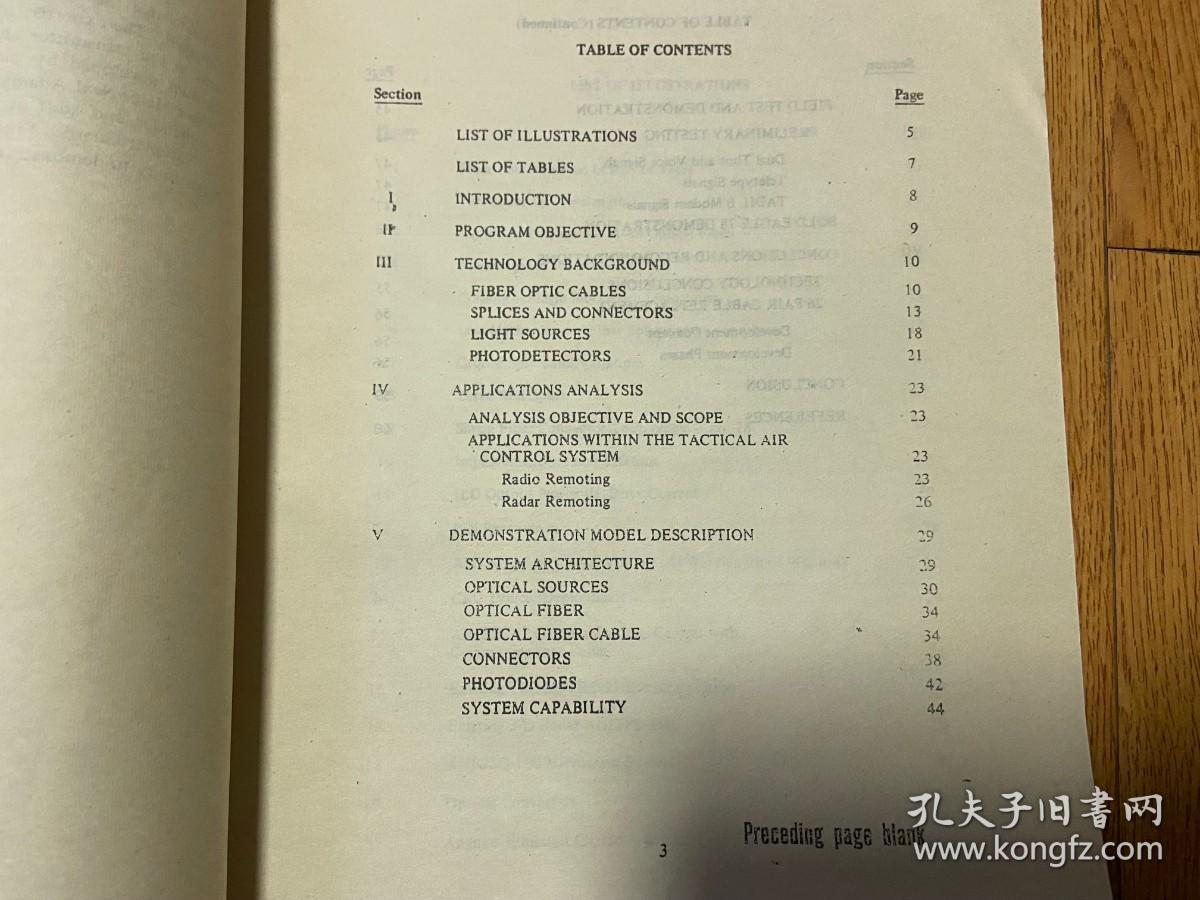 TABLE OF CONTENTS
Section Page
LIST OF ILLUSTRATIONS 5
LIST OF TABLES 7
I INTRODUCTION 8
II PROGRAM OBJECTIVE 9
III TECHNOLOGY BACKGROUND 10
FIBER OPTIC CABLES 10
SPLICES AND CONNECTORS 13
LIGHT SOURCES 18
PHOTODETECTORS 21
IV APPLICATIONS ANALYSIS 23
ANALYSIS OBJECTIVE AND SCOPE 23
APPLICATIONS WITHIN THE TACTICAL AIR
CONTROL SYSTEM 23
Radio Remoting 23
Radar Remoting 26
V DEMONSTRATION MODEL DESCRIPTION 29
SYSTEM ARCHITECTURE 29
OPTICAL SOURCES 30
OPTICAL FIBER 34
OPTICAL FIBER CABLE 34
CONNECTORS 38
PHOTODIODES 42
SYSTEM CAPABILITY 44
3
Preceding page blank
孔夫子旧书网
www.kongfz.com